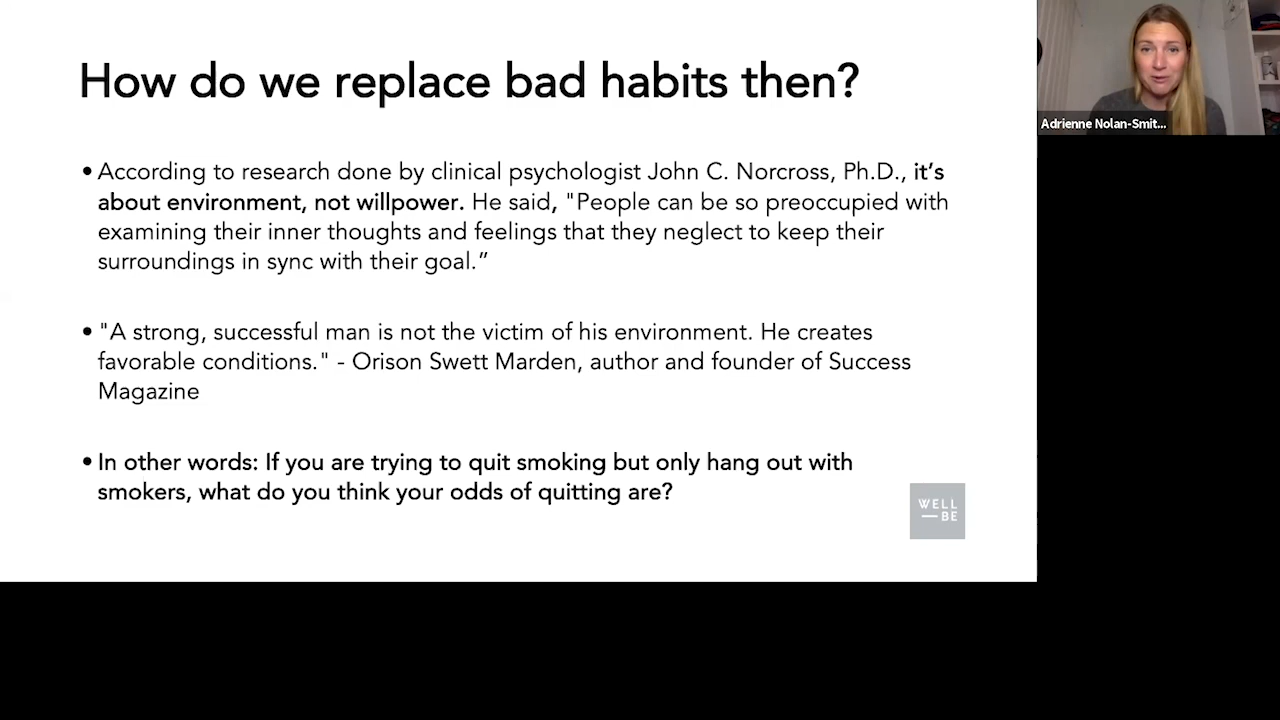 How do we replace bad habits then?
• According to research done by clinical psychologist John C. Norcross, Ph.D., it's
about environment, not willpower. He said, "People can be so preoccupied with
examining their inner thoughts and feelings that they neglect to keep their
surroundings in sync with their goal.”
• "A strong, successful man is not the victim of his environment. He creates
favorable conditions." - Orison Swett Marden, author and founder of Success
Magazine
• In other words: If you are trying to quit smoking but only hang out with
smokers, what do you think your odds of quitting are?
WELL
— BE
Adrienne Nolan-Smit...